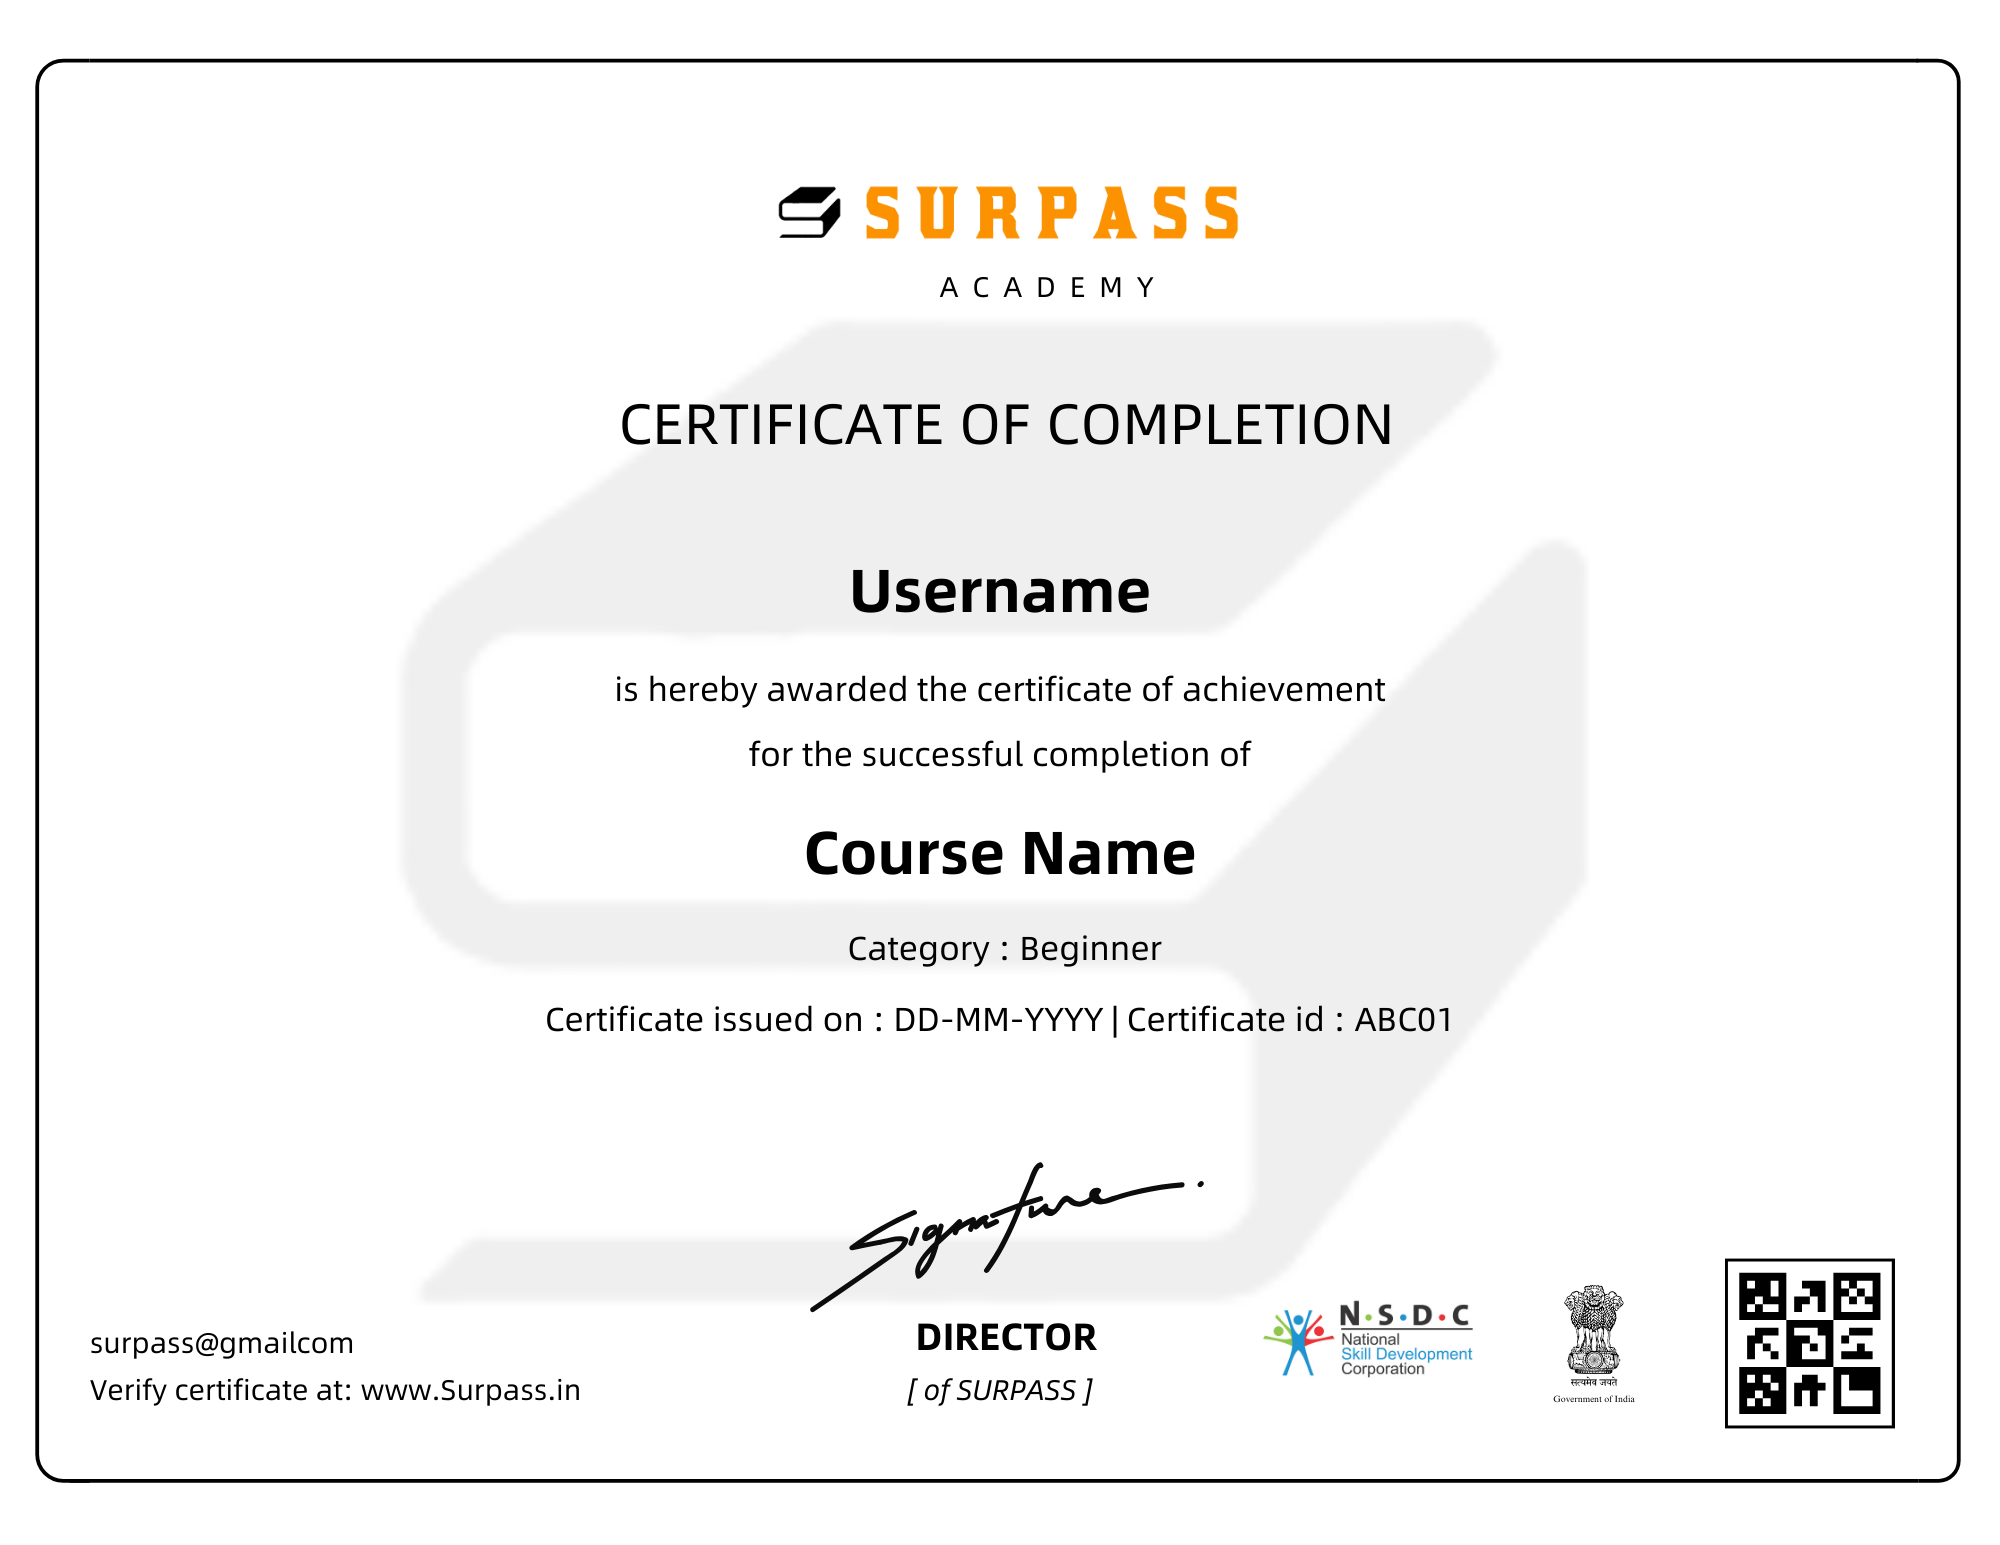 SURPASS
ACADEMY
CERTIFICATE OF COMPLETION
Username
is hereby awarded the certificate of achievement
for the successful completion of
Course Name
Category : Beginner
Certificate issued on : DD-MM-YYYY | Certificate id : ABC01
Signature
DIRECTOR
[ of SURPASS ]
surpass@gmailcom
Verify certificate at: www.Surpass.in
N·S·D·C
National
Skill Development
Corporation
सत्यमेव जयते
Government of India